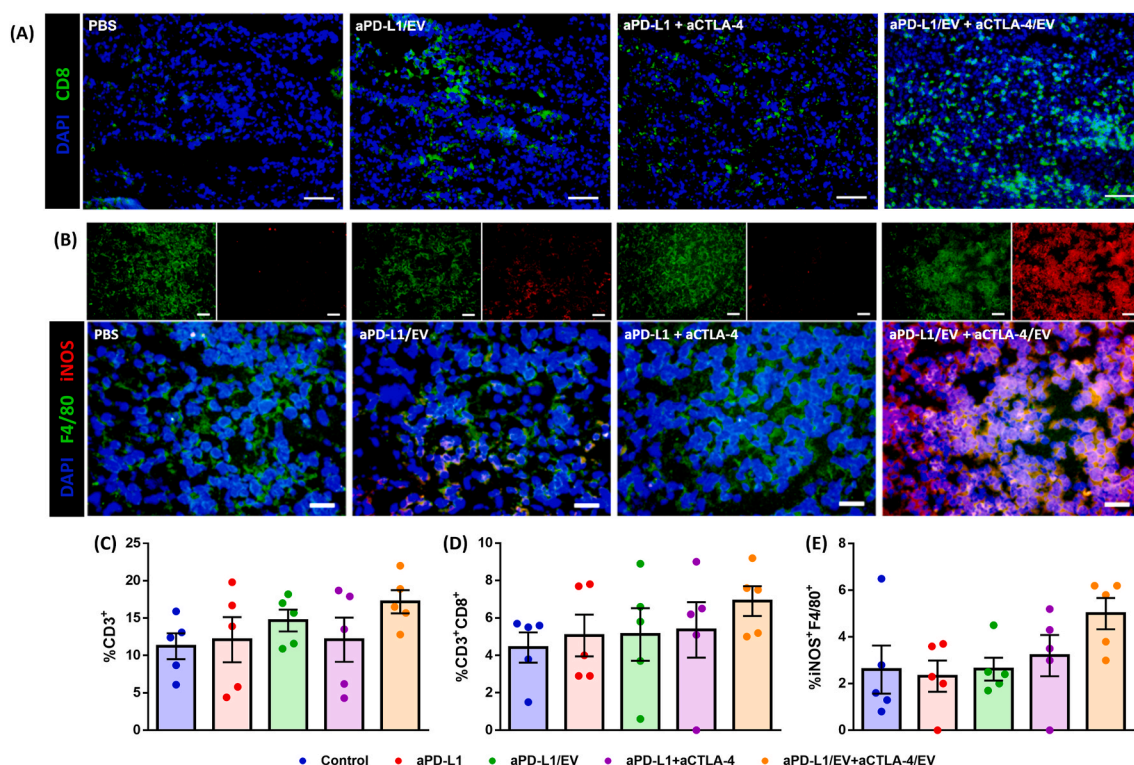 (A)
DAPI CD8
PBS
aPD-L1/EV
aPD-L1 + aCTLA-4
aPD-L1/EV + aCTLA-4/EV
(B)
DAPI F4/80 iNOS
PBS
aPD-L1/EV
aPD-L1 + aCTLA-4
aPD-L1/EV + aCTLA-4/EV
(C)
%CD3+
25
20
15
10
5
0
(D)
%CD3+CD8+
10
8
6
4
2
0
(E)
%iNOS+F4/80+
8%
6%
4%
2%
0%
Control
aPD-L1
aPD-L1/EV
aPD-L1+aCTLA-4
aPD-L1/EV+aCTLA-4/EV